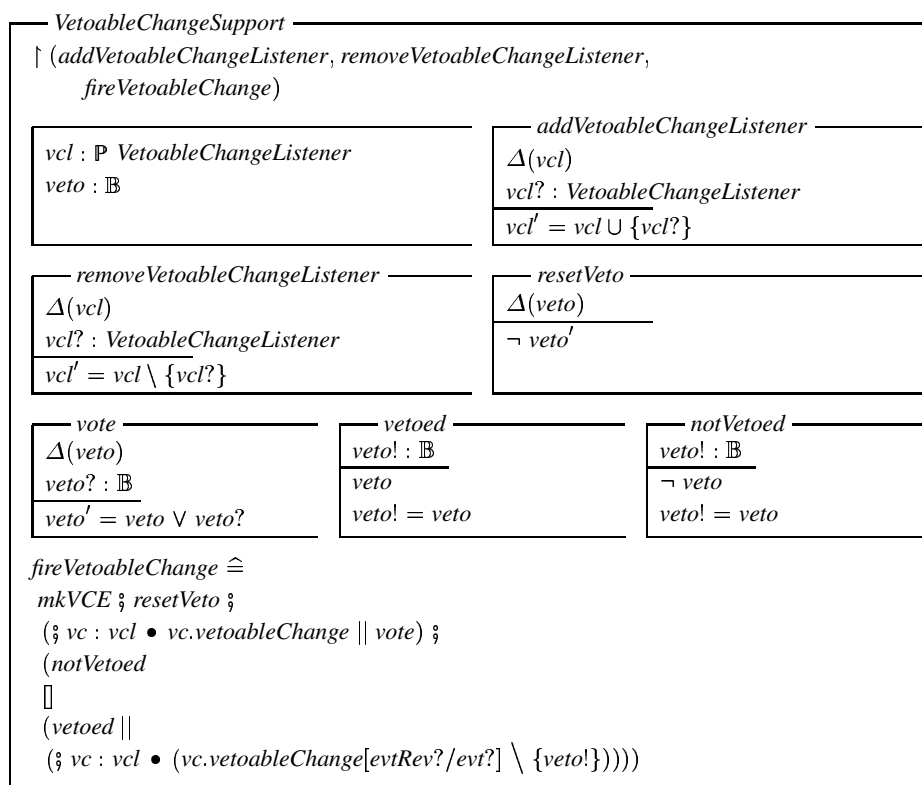 VetoableChangeSupport
↾ (addVetoableChangeListener, removeVetoableChangeListener,
fireVetoableChange)
vcl : ℙ VetoableChangeListener
veto : 𝔹
addVetoableChangeListener
Δ(vcl)
vcl? : VetoableChangeListener
vcl′ = vcl ∪ {vcl?}
removeVetoableChangeListener
Δ(vcl)
vcl? : VetoableChangeListener
vcl′ = vcl \ {vcl?}
resetVeto
Δ(veto)
¬ veto′
vote
Δ(veto)
veto? : 𝔹
veto′ = veto ∨ veto?
vetoed
veto! : 𝔹
veto
veto! = veto
notVetoed
veto! : 𝔹
¬ veto
veto! = veto
fireVetoableChange ≙
mkVCE ⨟ resetVeto ⨟
(⨟ vc : vcl • vc.vetoableChange || vote) ⨟
(notVetoed
[]
(vetoed ||
(⨟ vc : vcl • (vc.vetoableChange[evtRev?/evt?] \ {veto!}))))